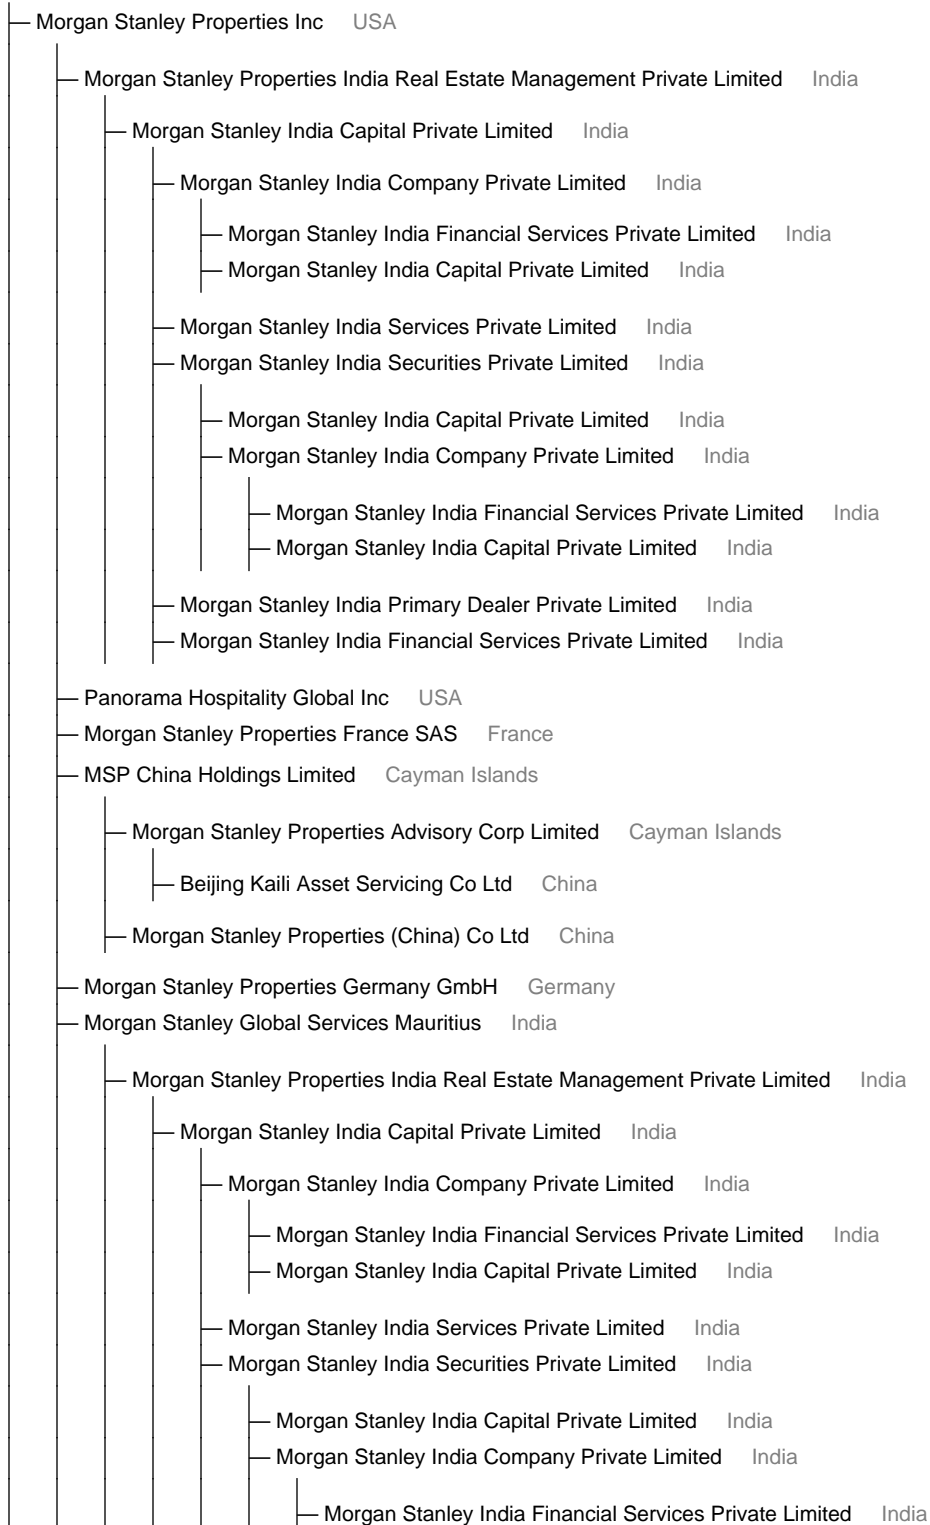 Morgan Stanley Properties Inc USA
Morgan Stanley Properties India Real Estate Management Private Limited India
Morgan Stanley India Capital Private Limited India
Morgan Stanley India Company Private Limited India
Morgan Stanley India Financial Services Private Limited India
Morgan Stanley India Capital Private Limited India
Morgan Stanley India Services Private Limited India
Morgan Stanley India Securities Private Limited India
Morgan Stanley India Capital Private Limited India
Morgan Stanley India Company Private Limited India
Morgan Stanley India Financial Services Private Limited India
Morgan Stanley India Capital Private Limited India
Morgan Stanley India Primary Dealer Private Limited India
Morgan Stanley India Financial Services Private Limited India
Panorama Hospitality Global Inc USA
Morgan Stanley Properties France SAS France
MSP China Holdings Limited Cayman Islands
Morgan Stanley Properties Advisory Corp Limited Cayman Islands
Beijing Kaili Asset Servicing Co Ltd China
Morgan Stanley Properties (China) Co Ltd China
Morgan Stanley Properties Germany GmbH Germany
Morgan Stanley Global Services Mauritius India
Morgan Stanley Properties India Real Estate Management Private Limited India
Morgan Stanley India Capital Private Limited India
Morgan Stanley India Company Private Limited India
Morgan Stanley India Financial Services Private Limited India
Morgan Stanley India Capital Private Limited India
Morgan Stanley India Services Private Limited India
Morgan Stanley India Securities Private Limited India
Morgan Stanley India Capital Private Limited India
Morgan Stanley India Company Private Limited India
Morgan Stanley India Financial Services Private Limited India